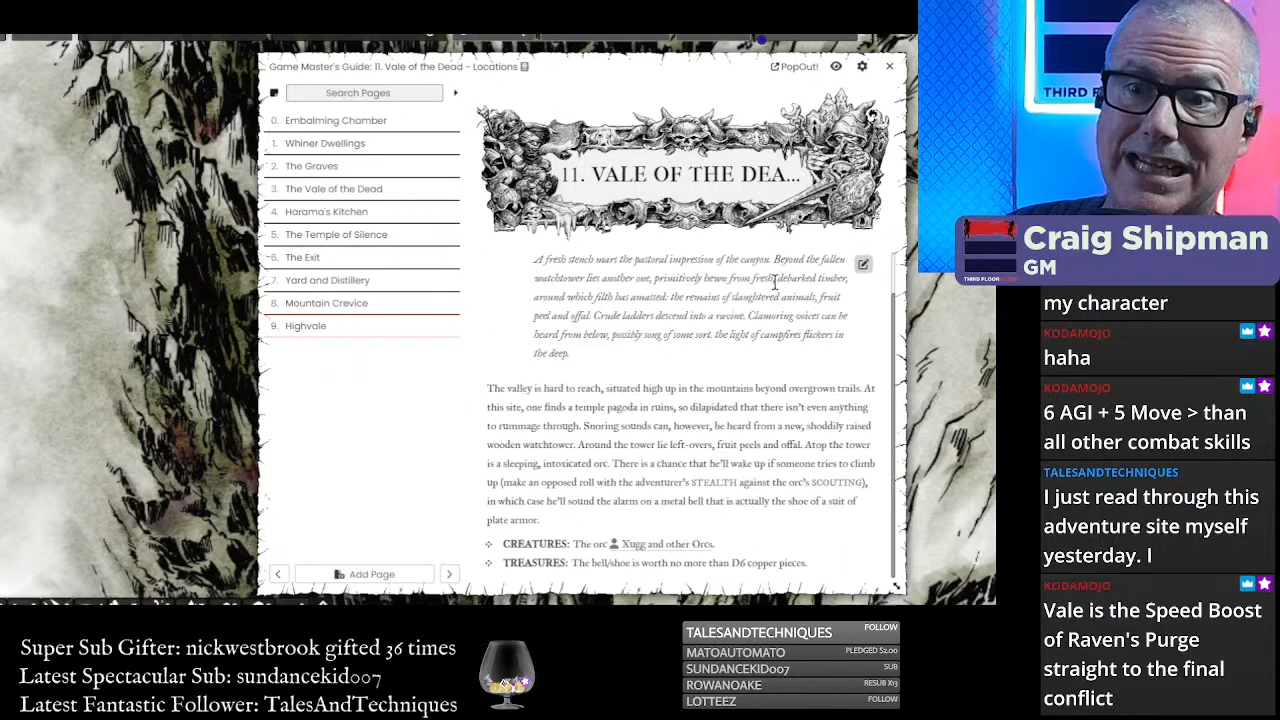 Game Master's Guide: 11. Vale of the Dead - Locations
PopOut!
Search Pages
0. Embalming Chamber
1. Whiner Dwellings
2. The Graves
3. The Vale of the Dead
4. Harama's Kitchen
5. The Temple of Silence
6. The Exit
7. Yard and Distillery
8. Mountain Crevice
9. Highvale
Add Page
11. VALE OF THE DEA...
A fresh stench mars the pastoral impression of the canyon. Beyond the fallen
watchtower lies another one, primitively hewn from fresh, debarked timber,
around which filth has amassed: the remains of slaughtered animals, fruit
peel and offal. Crude ladders descend into a ravine. Clamoring voices can be
heard from below, possibly song of some sort. the light of campfires flickers in
the deep.
The valley is hard to reach, situated high up in the mountains beyond overgrown trails. At
this site, one finds a temple pagoda in ruins, so dilapidated that there isn't even anything
to rummage through. Snoring sounds can, however, be heard from a new, shoddily raised
wooden watchtower. Around the tower lie left-overs, fruit peels and offal. Atop the tower
is a sleeping, intoxicated orc. There is a chance that he'll wake up if someone tries to climb
up (make an opposed roll with the adventurer's STEALTH against the orc's SCOUTING),
in which case he'll sound the alarm on a metal bell that is actually the shoe of a suit of
plate armor.
CREATURES: The orc Xugg and other Orcs.
TREASURES: The bell/shoe is worth no more than D6 copper pieces.
THIRD
Craig Shipman
GM
THIRD FLOOR
my character
KODAMOJO
haha
KODAMOJO
6 AGI + 5 Move > than
all other combat skills
TALESANDTECHNIQUES
I just read through this
adventure site myself
yesterday. I
KODAMOJO
Vale is the Speed Boost
of Raven's Purge
straight to the final
conflict
Super Sub Gifter: nickwestbrook gifted 36 times
Latest Spectacular Sub: sundancekid007
Latest Fantastic Follower: TalesAndTechniques
TALESANDTECHNIQUES FOLLOW
MATOAUTOMATO PLEDGED $2.00
SUNDANCEKID007 SUB
ROWANOAKE RESUB X13
LOTTEEZ FOLLOW